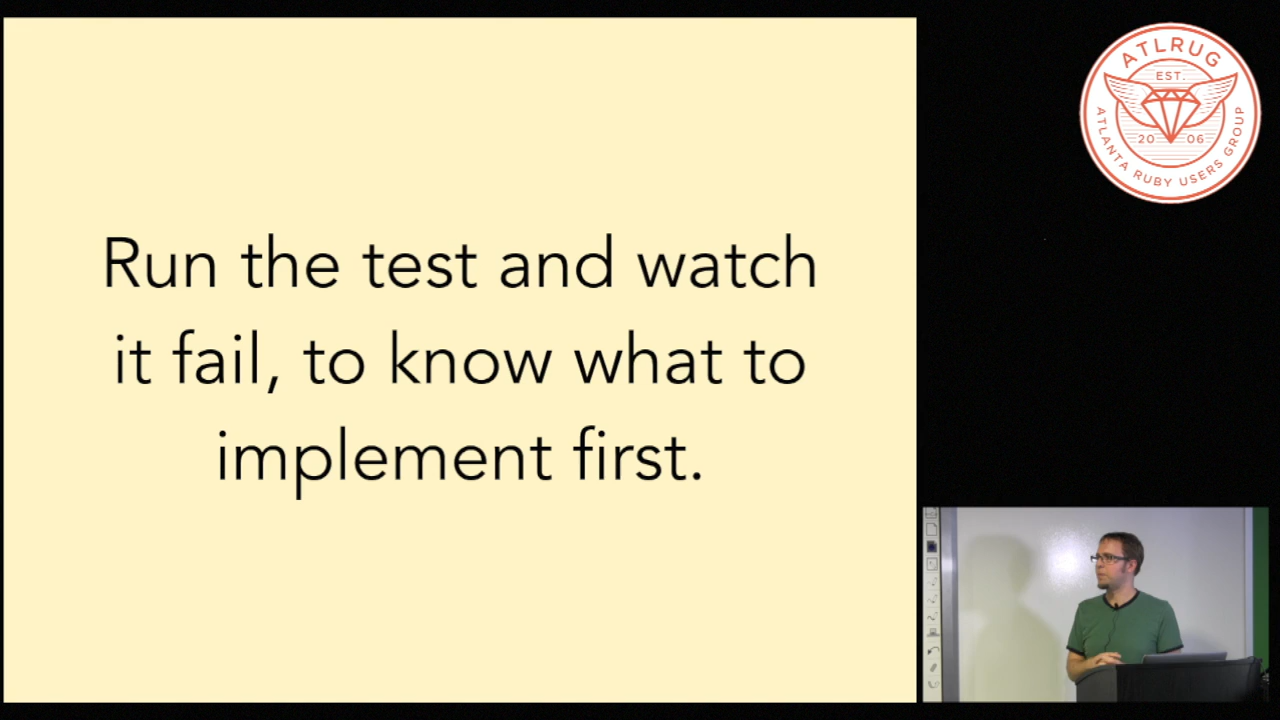 Run the test and watch
it fail, to know what to
implement first.
ATLRUG
EST.
20 06
ATLANTA RUBY USERS GROUP